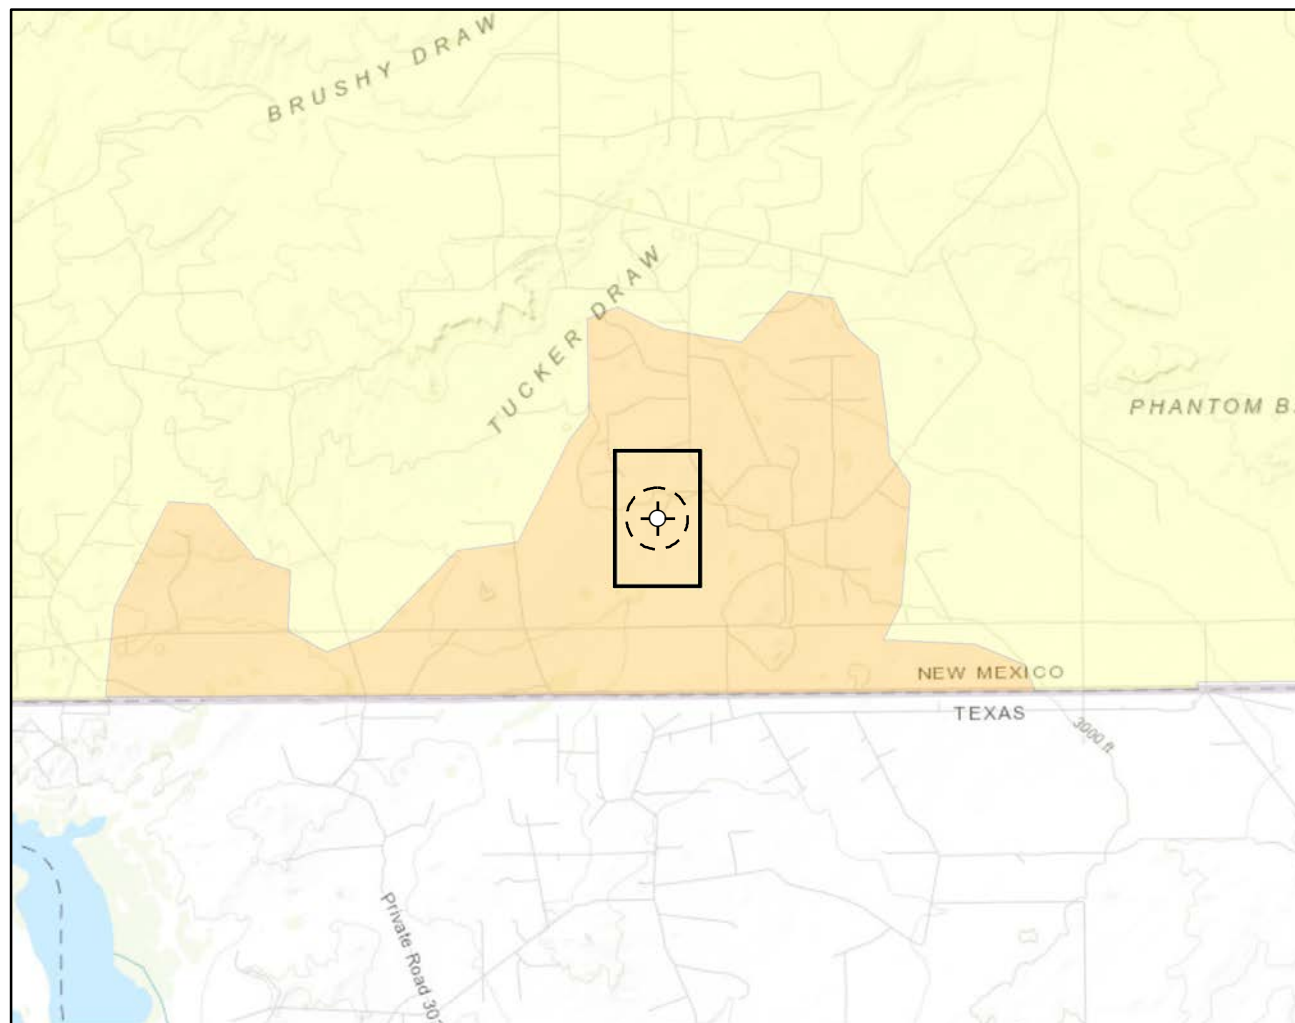 BRUSHY DRAW
TUCKER DRAW
PHANTOM B
NEW MEXICO
TEXAS
3000 ft
Private Road 30